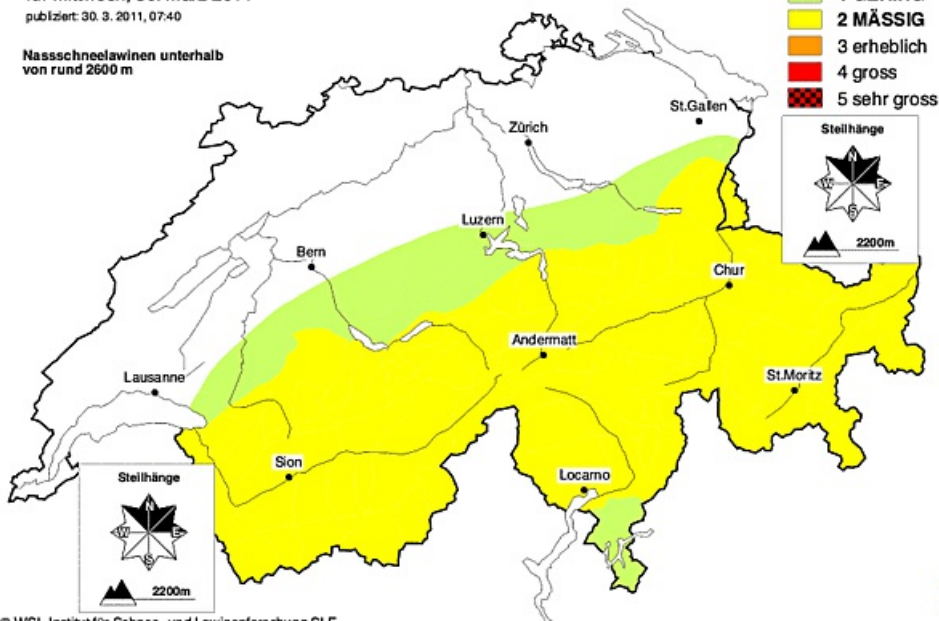 publiziert: 30. 3. 2011, 07:40
Nassschneelawinen unterhalb
von rund 2600 m
2 MÄSSIG
3 erheblich
4 gross
5 sehr gross
St.Gallen
Zürich
Steilhänge
N
W E
S
2200m
Luzern
Bern
Chur
Andermatt
Lausanne
St.Moritz
Sion
Locarno
Steilhänge
N
W E
S
2200m